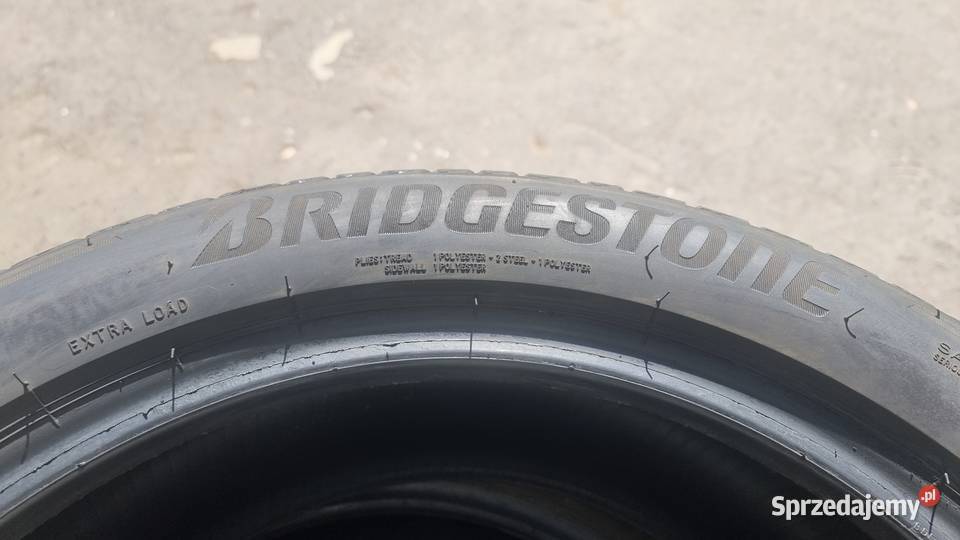 BRIDGESTONE
PLIES: TREAD 1 POLYESTER + 2 STEEL + 1 POLYESTER
SIDEWALL 1 POLYESTER
EXTRA LOAD
Sprzedajemy.pl